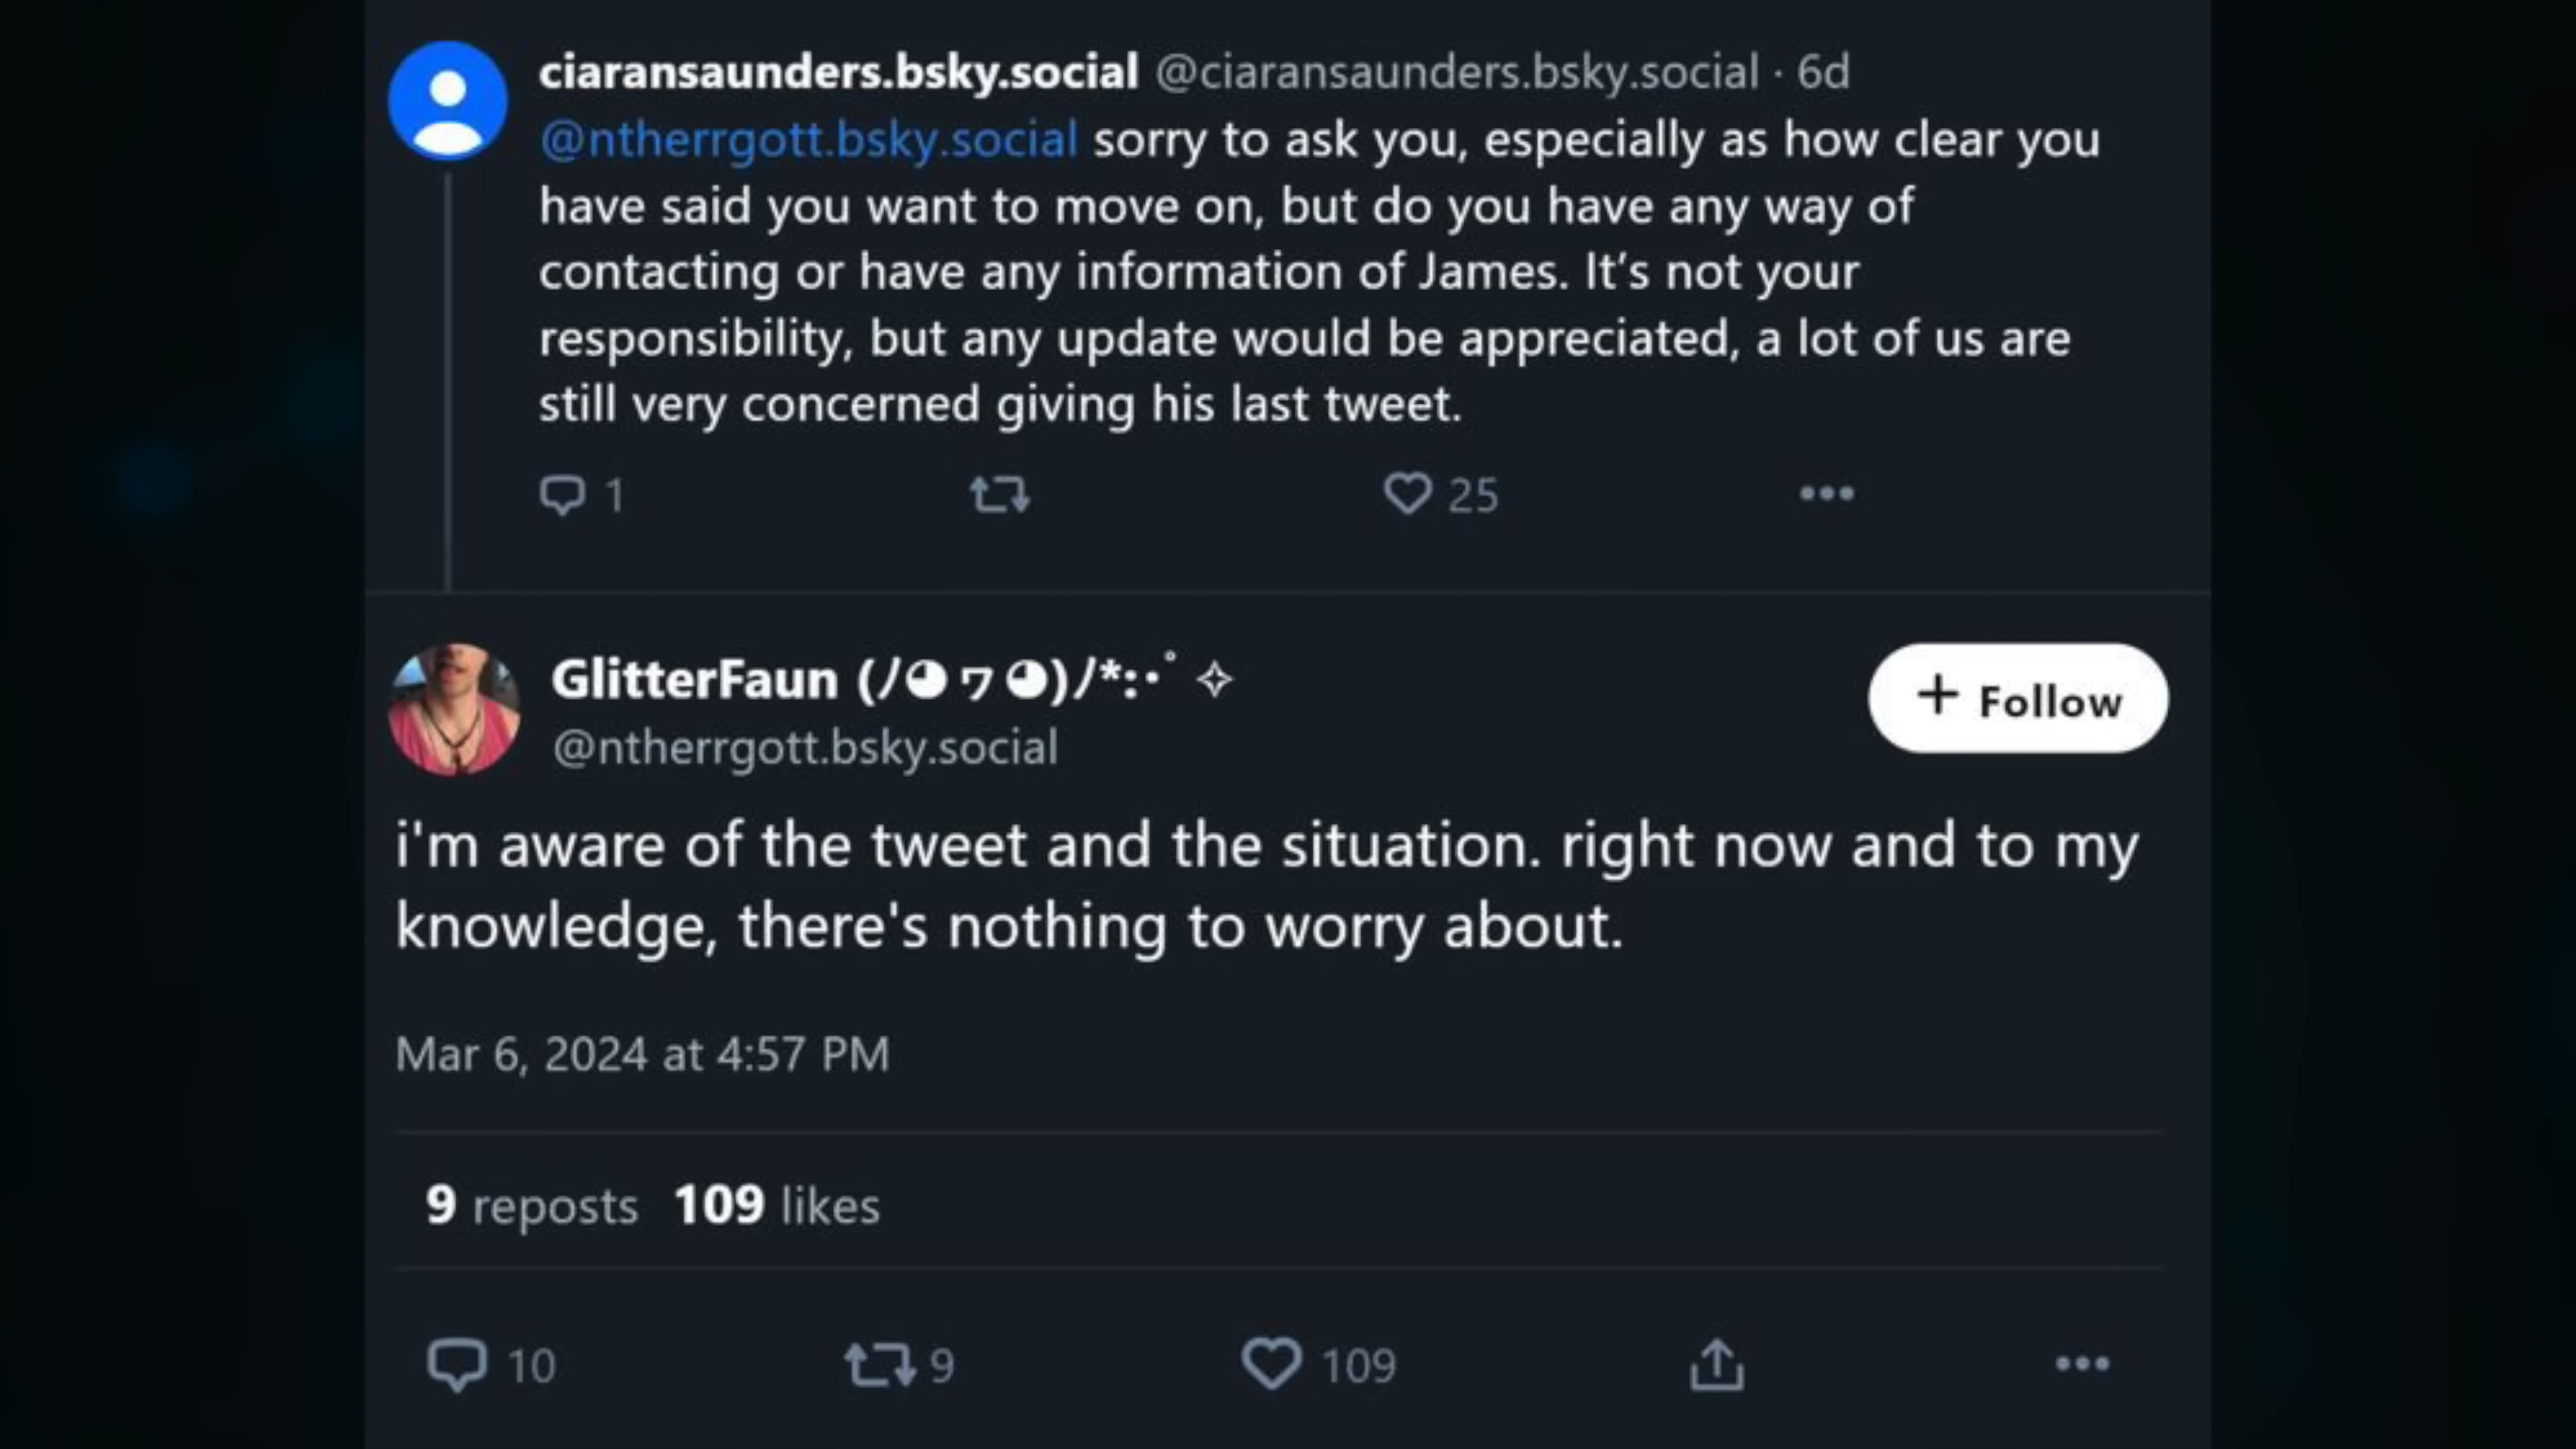 ciaransaunders.bsky.social @ciaransaunders.bsky.social · 6d
@ntherrgott.bsky.social sorry to ask you, especially as how clear you
have said you want to move on, but do you have any way of
contacting or have any information of James. It’s not your
responsibility, but any update would be appreciated, a lot of us are
still very concerned giving his last tweet.
1 25
GlitterFaun (ﾉ◕ヮ◕)ﾉ*:･ﾟ✧
+ Follow
@ntherrgott.bsky.social
i'm aware of the tweet and the situation. right now and to my
knowledge, there's nothing to worry about.
Mar 6, 2024 at 4:57 PM
9 reposts 109 likes
10 9 109